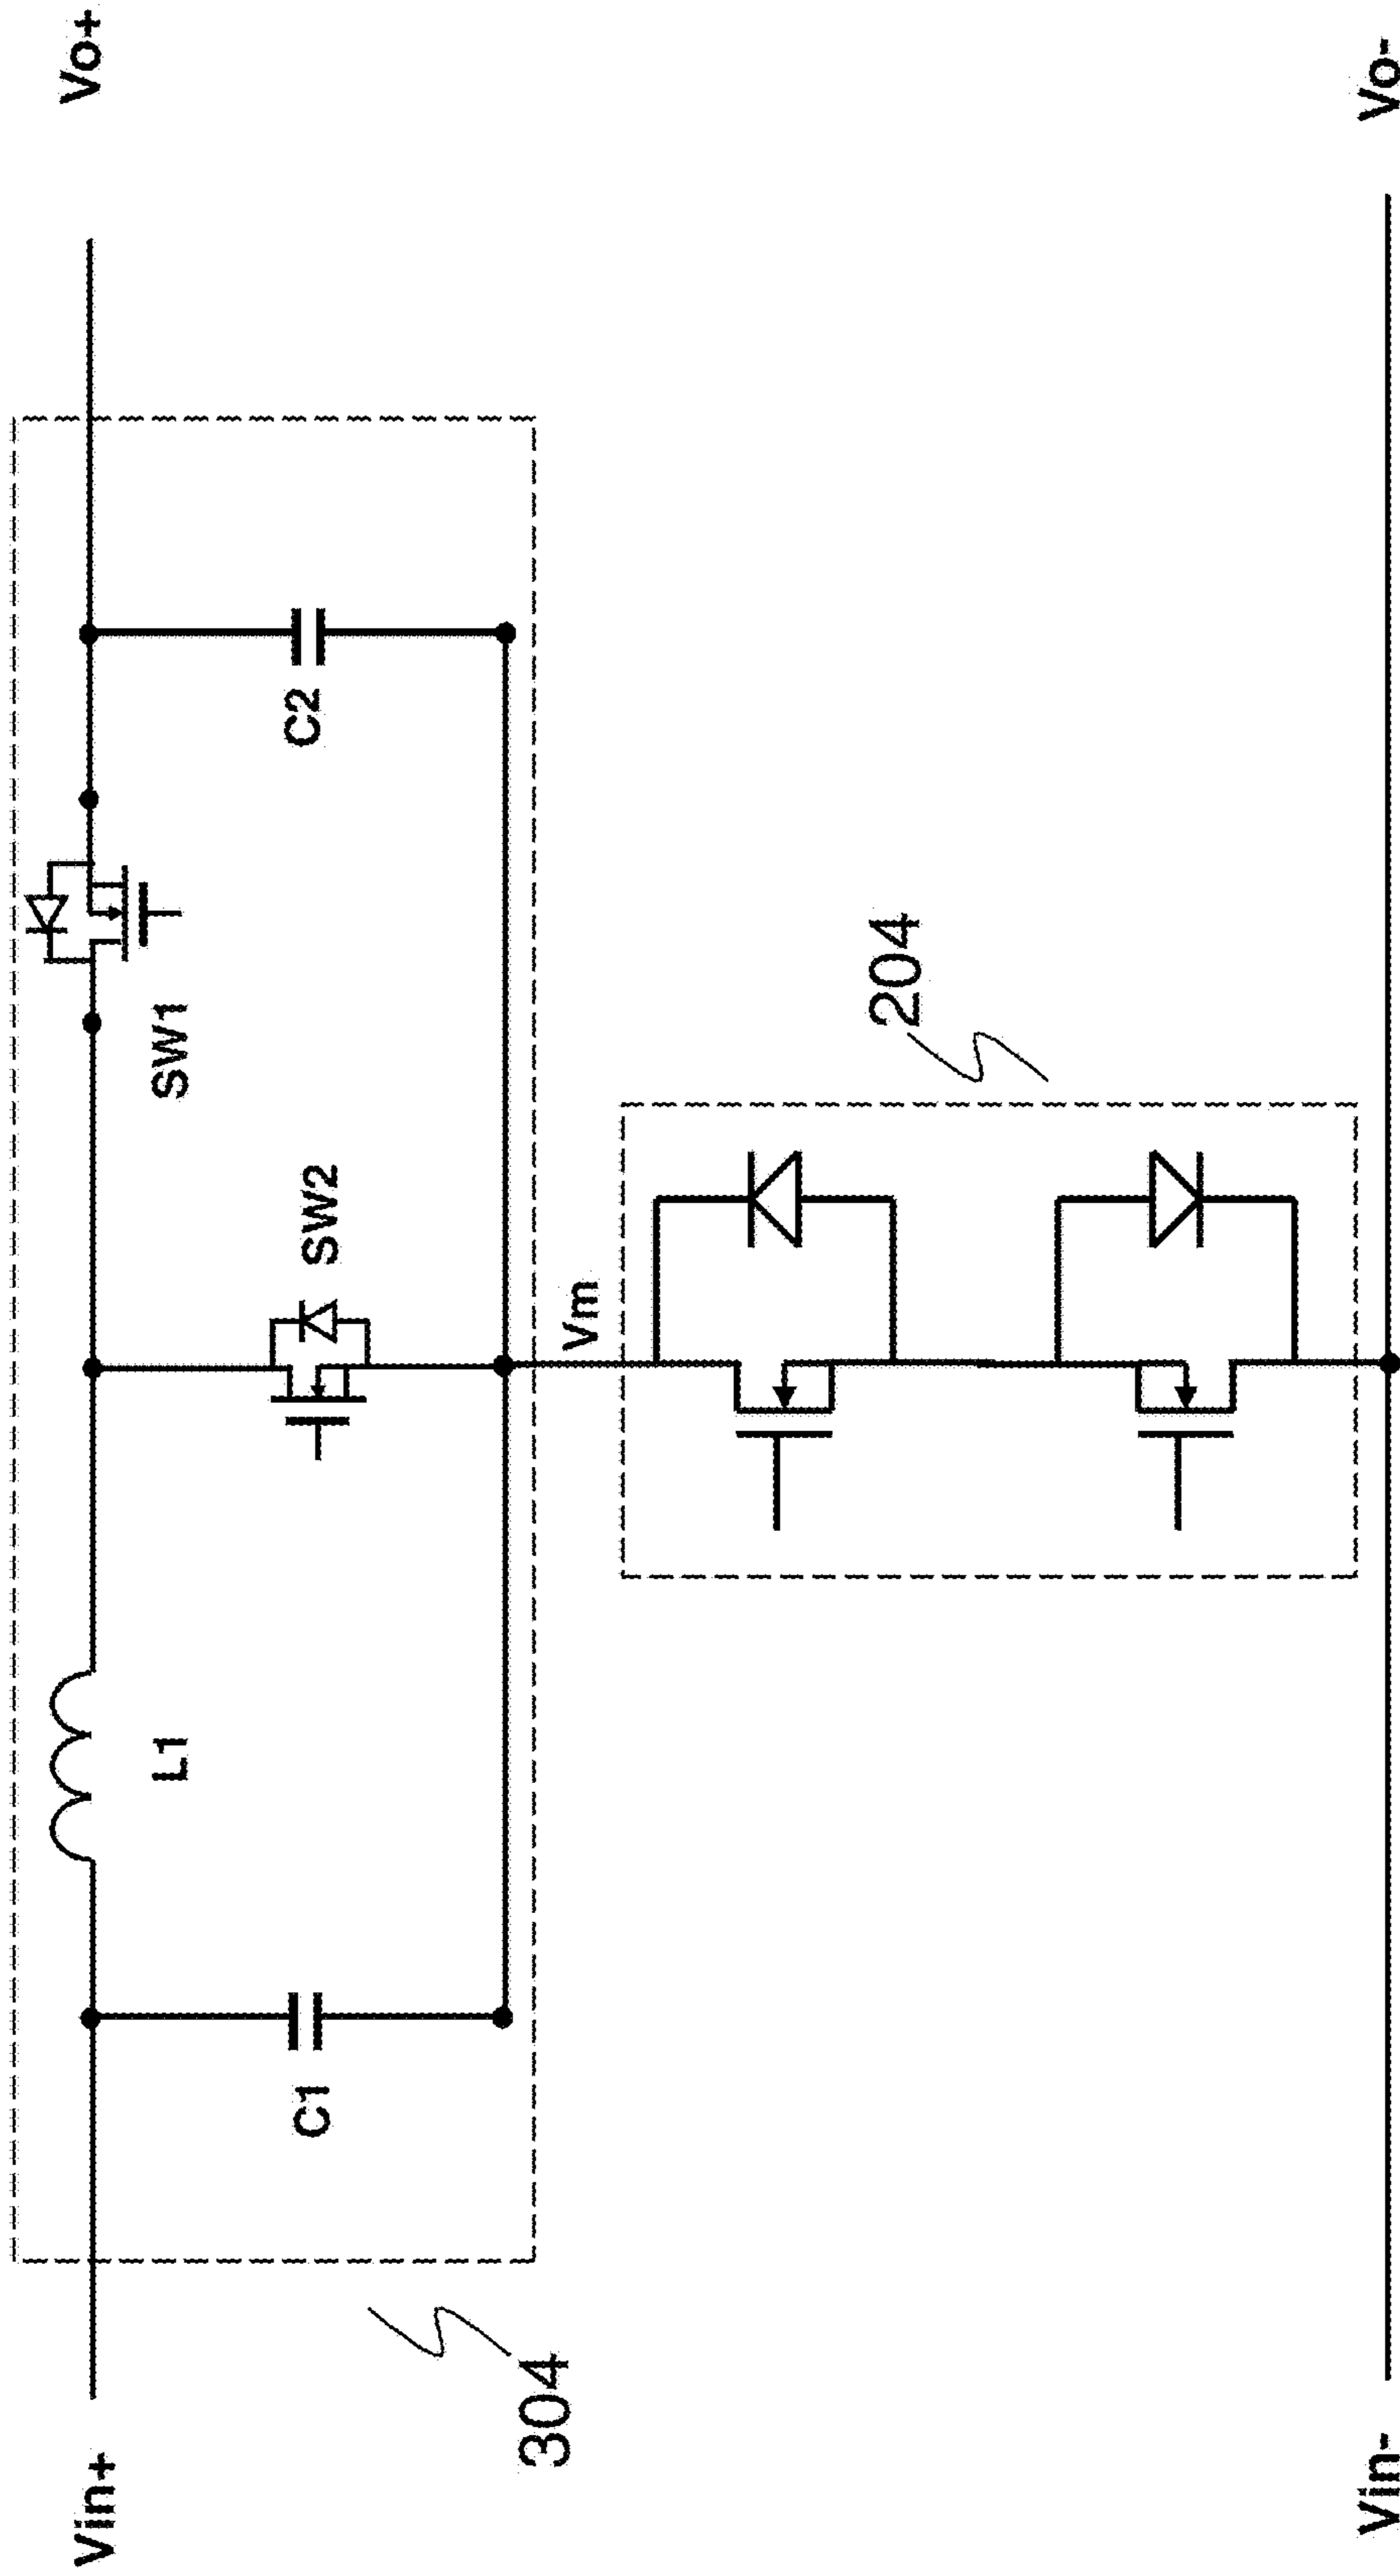 Vin+
L1
SW1
Vo+
C1
SW2
C2
304
Vm
204
Vin-
Vo-